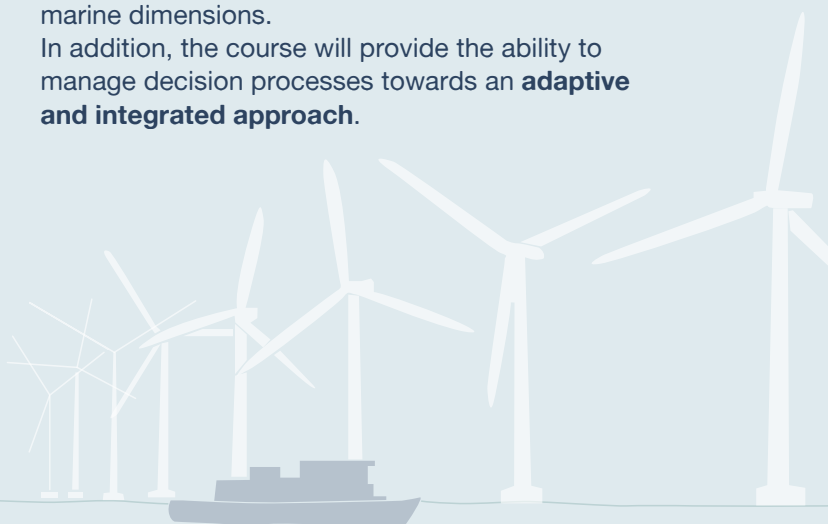 marine dimensions.
In addition, the course will provide the ability to
manage decision processes towards an adaptive
and integrated approach.